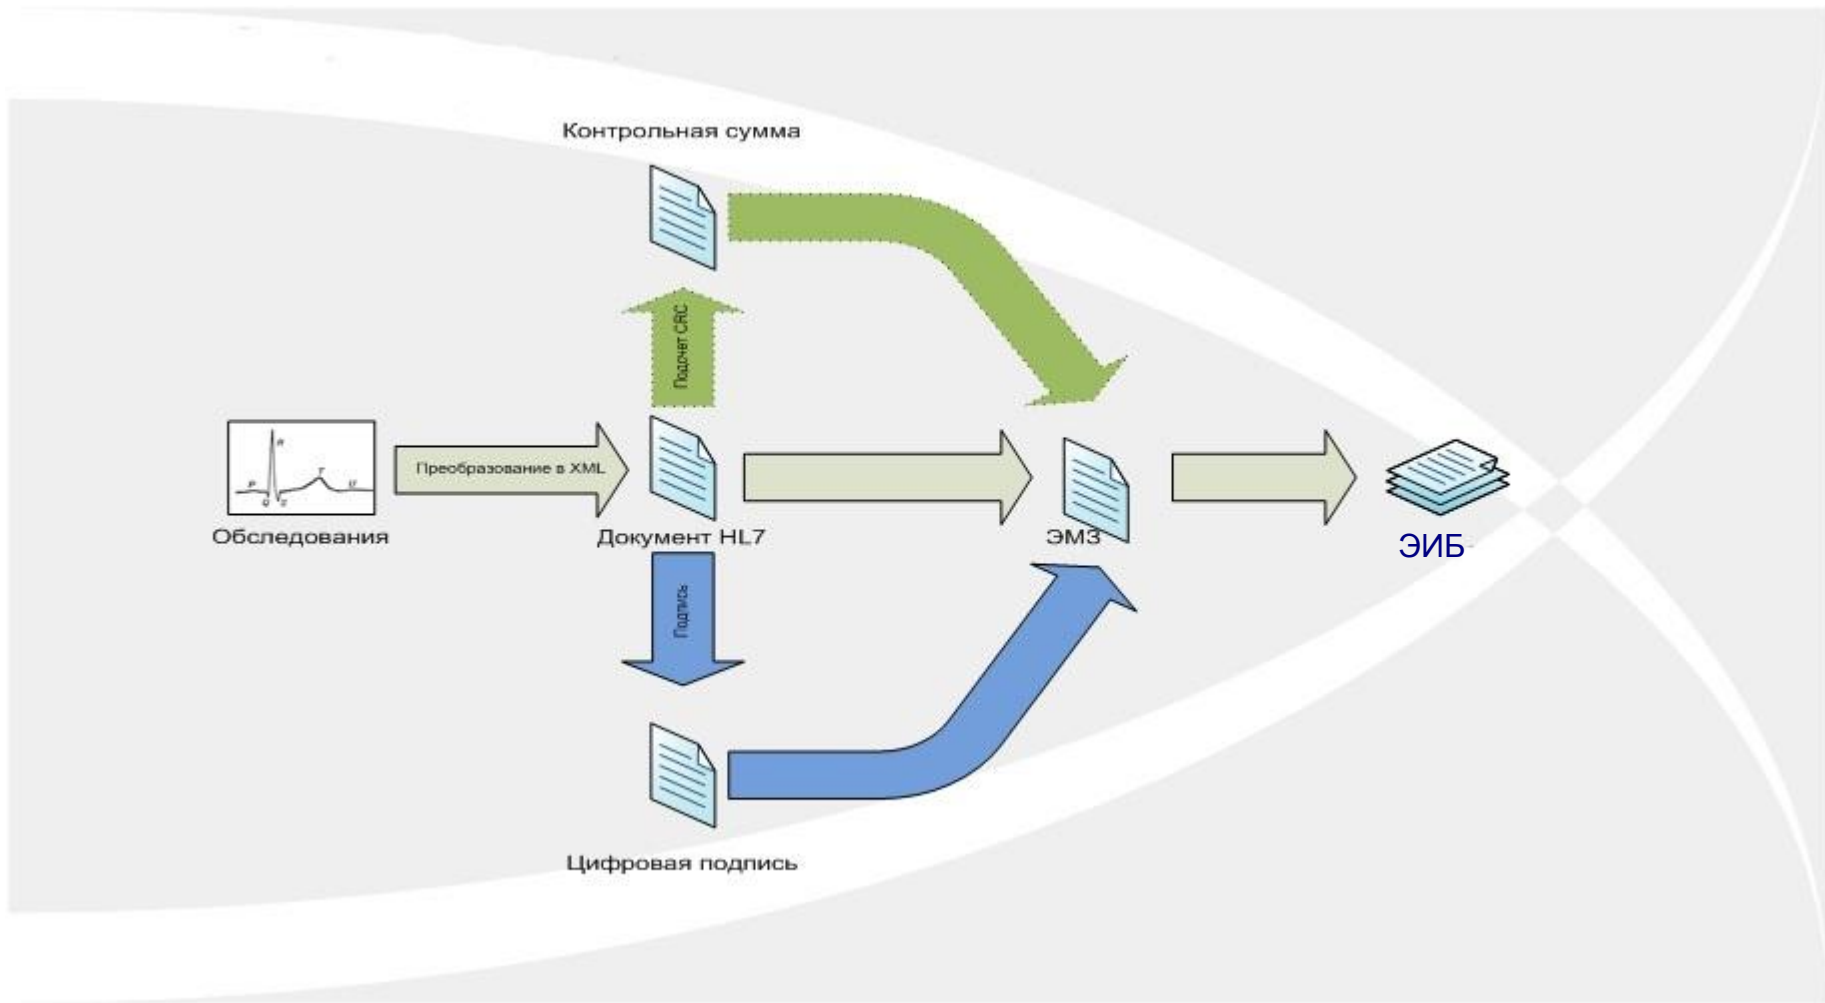 Контрольная сумма
Подсчет CRC
R
P
T
U
Q
Преобразование в XML
Обследования
Документ HL7
ЭМЗ
ЭИБ
Подпись
Цифровая подпись